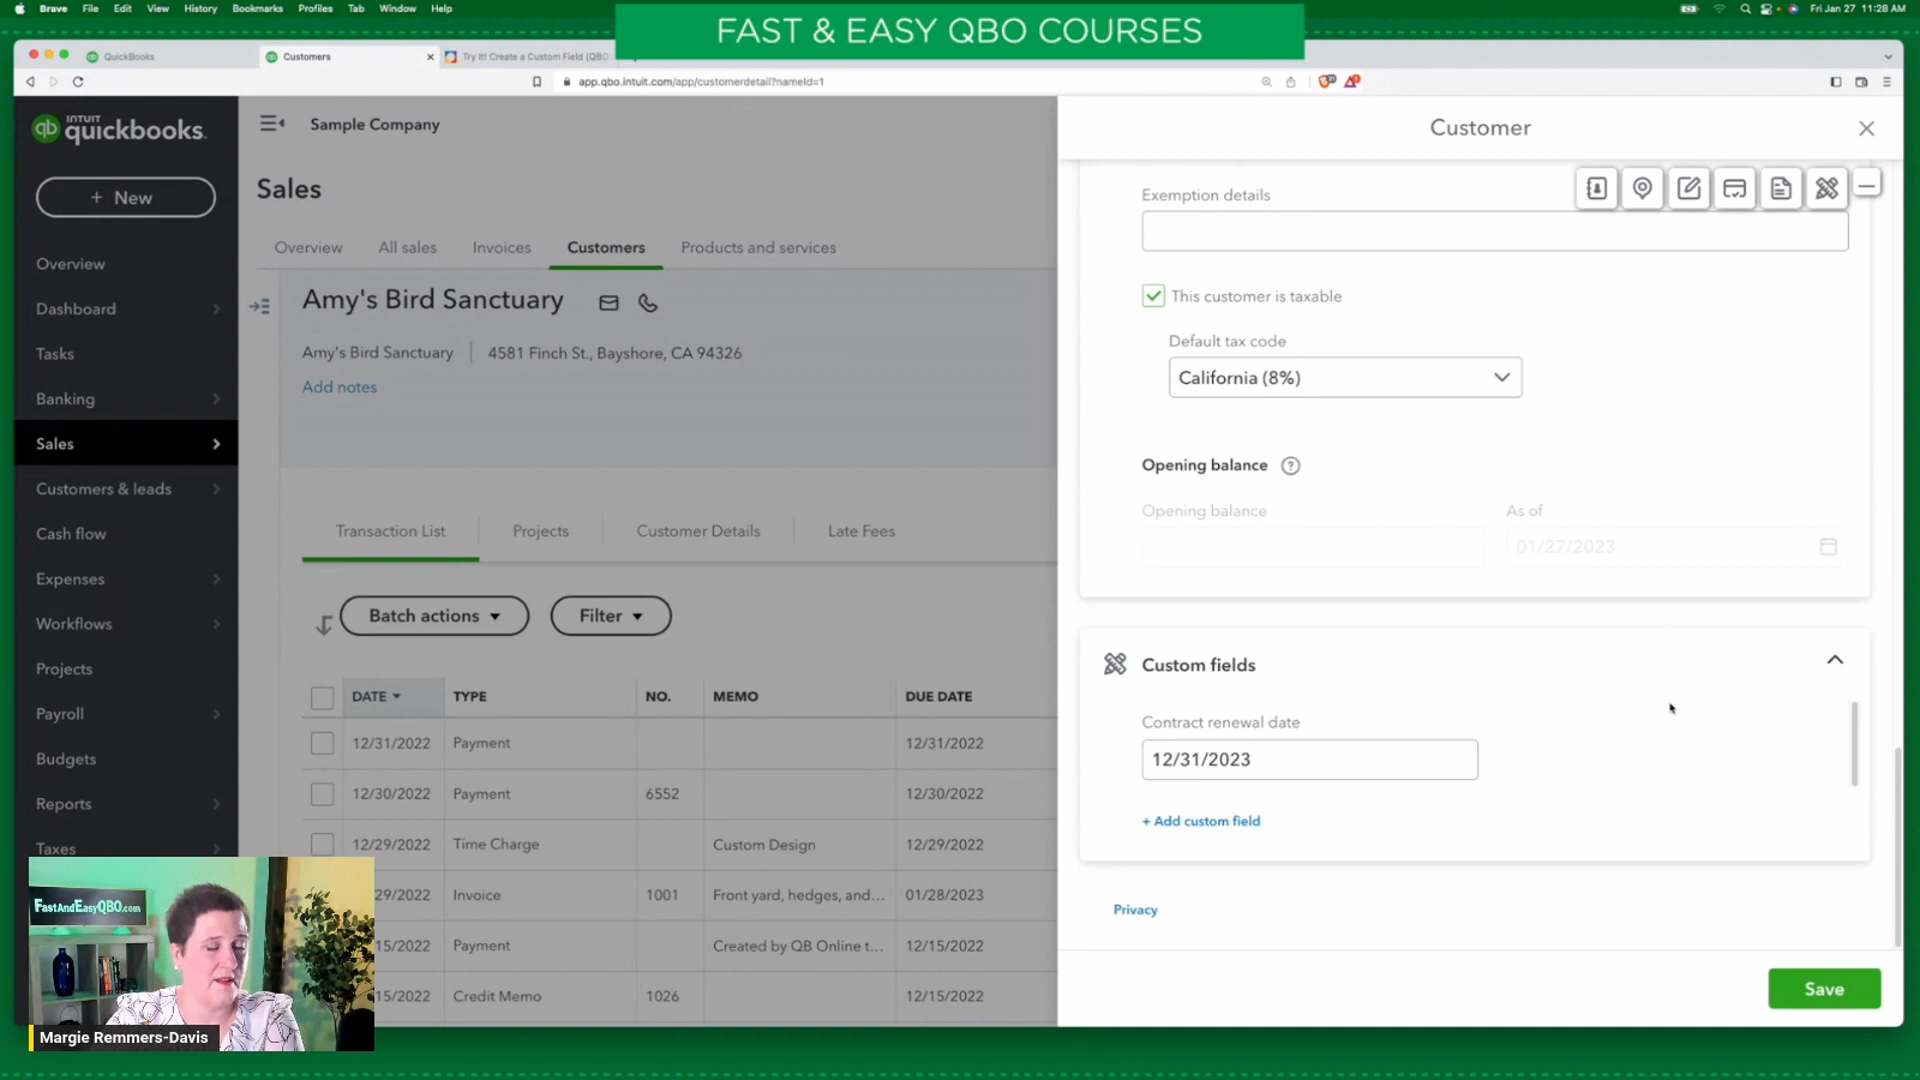 Brave File Edit View History Bookmarks Profiles Tab Window Help
Fri Jan 27 11:28 AM
FAST & EASY QBO COURSES
QuickBooks
Customers
Try It! Create a Custom Field (QBO
app.qbo.intuit.com/app/customerdetail?nameId=1
INTUIT
quickbooks.
qb
Sample Company
+ New
Overview
Dashboard
Tasks
Banking
Sales
Customers & leads
Cash flow
Expenses
Workflows
Projects
Payroll
Budgets
Reports
Taxes
Sales
Overview All sales Invoices Customers Products and services
Amy's Bird Sanctuary
Amy's Bird Sanctuary 4581 Finch St., Bayshore, CA 94326
Add notes
Transaction List Projects Customer Details Late Fees
Batch actions Filter
DATE TYPE NO. MEMO DUE DATE
12/31/2022 Payment 12/31/2022
12/30/2022 Payment 6552 12/30/2022
12/29/2022 Time Charge Custom Design 12/29/2022
29/2022 Invoice 1001 Front yard, hedges, and... 01/28/2023
15/2022 Payment Created by QB Online t... 12/15/2022
15/2022 Credit Memo 1026 12/15/2022
Customer
Exemption details
This customer is taxable
Default tax code
California (8%)
Opening balance ?
Opening balance As of
01/27/2023
Custom fields
Contract renewal date
12/31/2023
+ Add custom field
Privacy
Save
FastAndEasyQBO.com
Margie Remmers-Davis